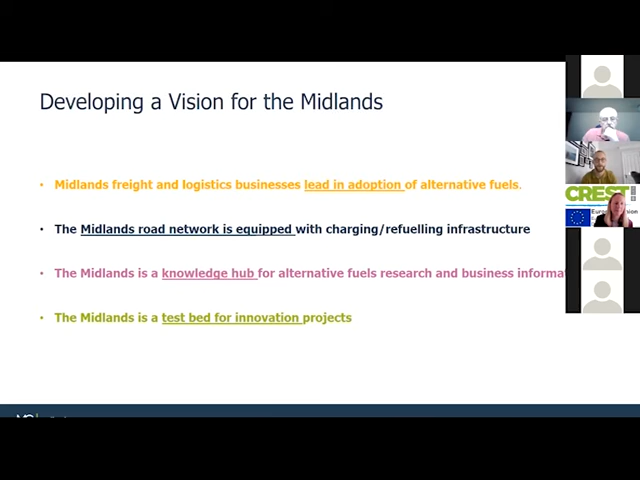 Developing a Vision for the Midlands
• Midlands freight and logistics businesses lead in adoption of alternative fuels.
• The Midlands road network is equipped with charging/refuelling infrastructure
• The Midlands is a knowledge hub for alternative fuels research and business informat
• The Midlands is a test bed for innovation projects
CREST